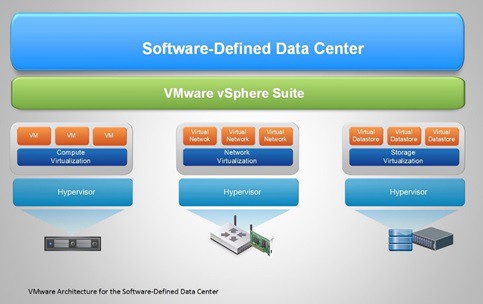 Software-Defined Data Center
VMware vSphere Suite
VM VM VM
Compute
Virtualization
Hypervisor
Virtual Virtual Virtual
Netwok Network Network
Network
Virtualization
Hypervisor
Virtual Virtual Virtual
Datastore Datastore Datastore
Storage
Virtualization
Hypervisor
VMware Architecture for the Software-Defined Data Center